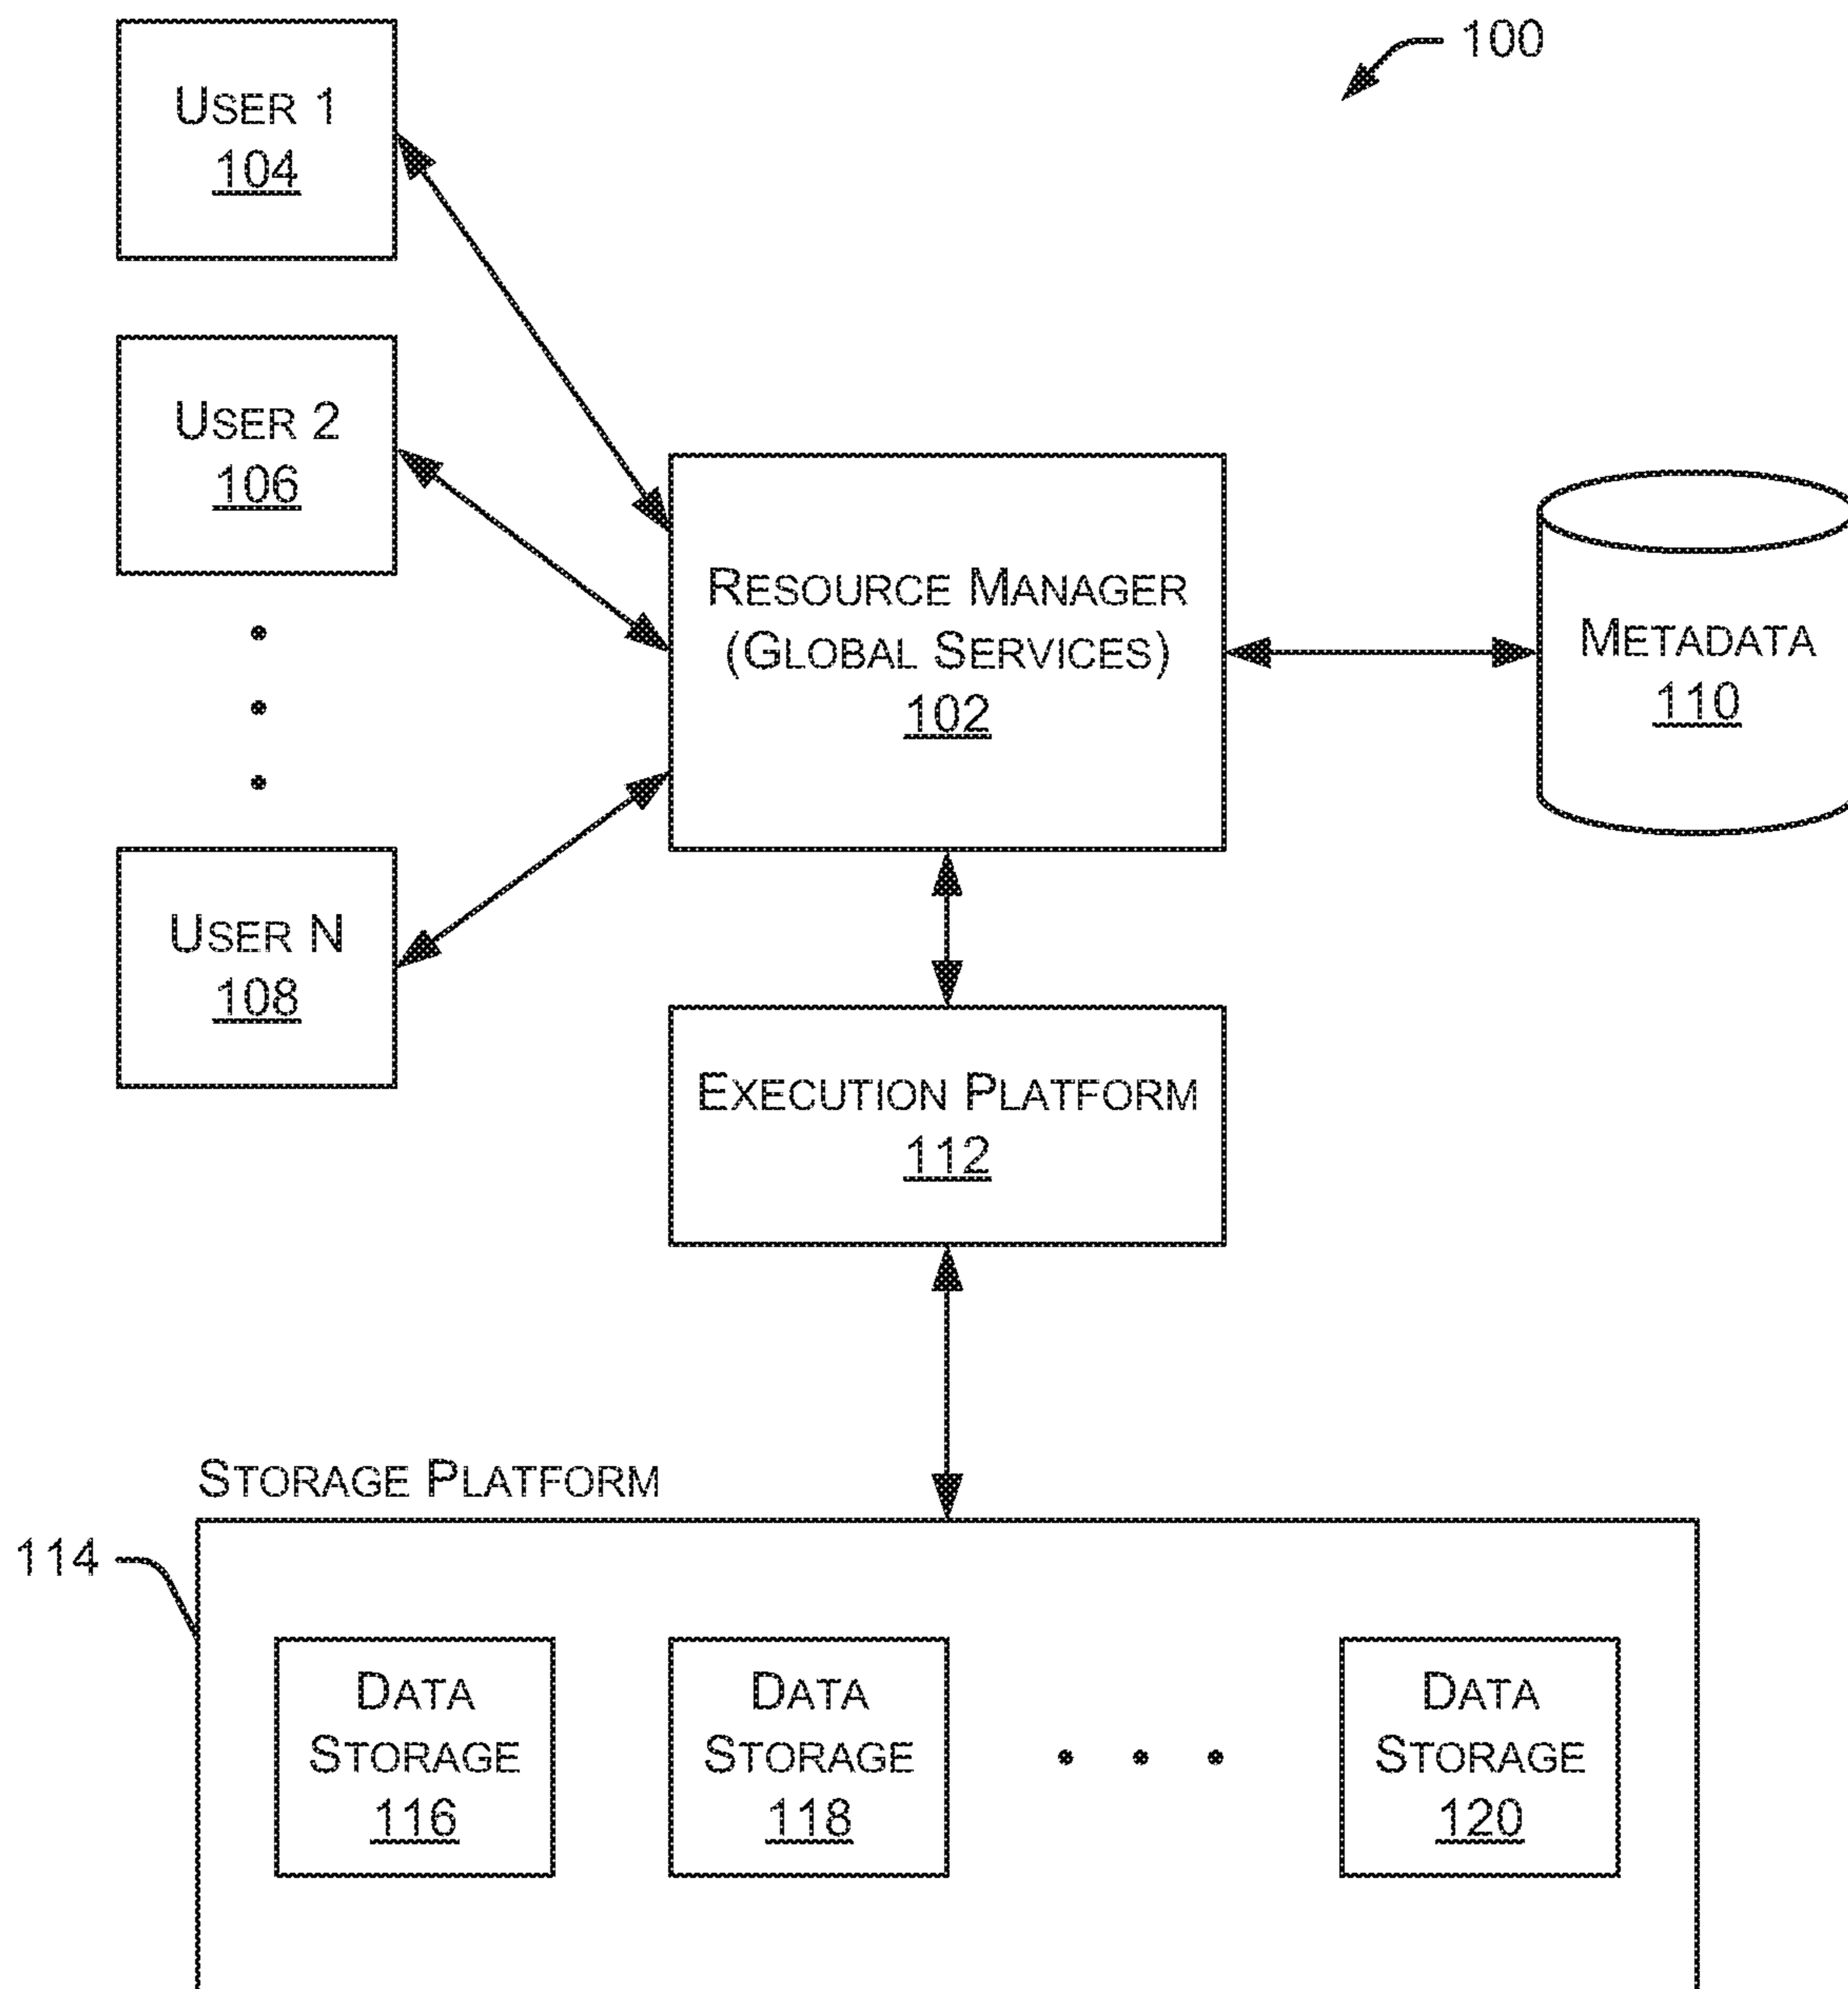 100
USER 1
104
USER 2
106
RESOURCE MANAGER
(GLOBAL SERVICES)
102
METADATA
110
USER N
108
EXECUTION PLATFORM
112
STORAGE PLATFORM
114
DATA
STORAGE
116
DATA
STORAGE
118
DATA
STORAGE
120